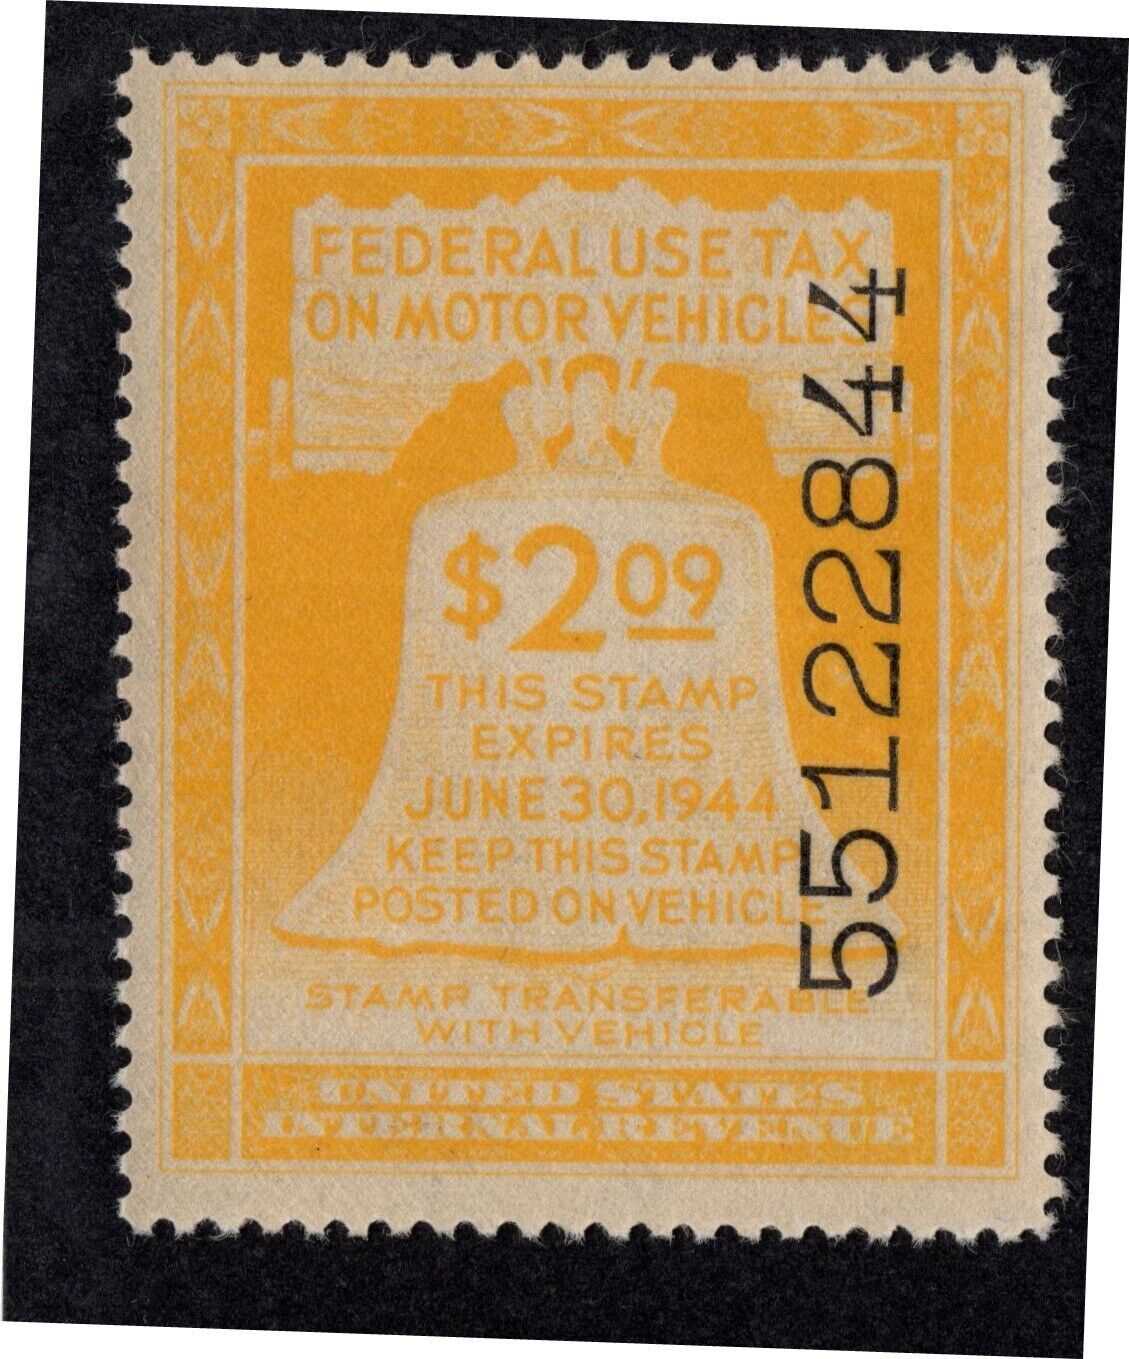 FEDERAL USE TAX
ON MOTOR VEHICLES
$2.09
THIS STAMP
EXPIRES
JUNE 30, 1944
KEEP THIS STAMP
POSTED ON VEHICLE
STAMP TRANSFERABLE
WITH VEHICLE
UNITED STATES
INTERNAL REVENUE
55122844